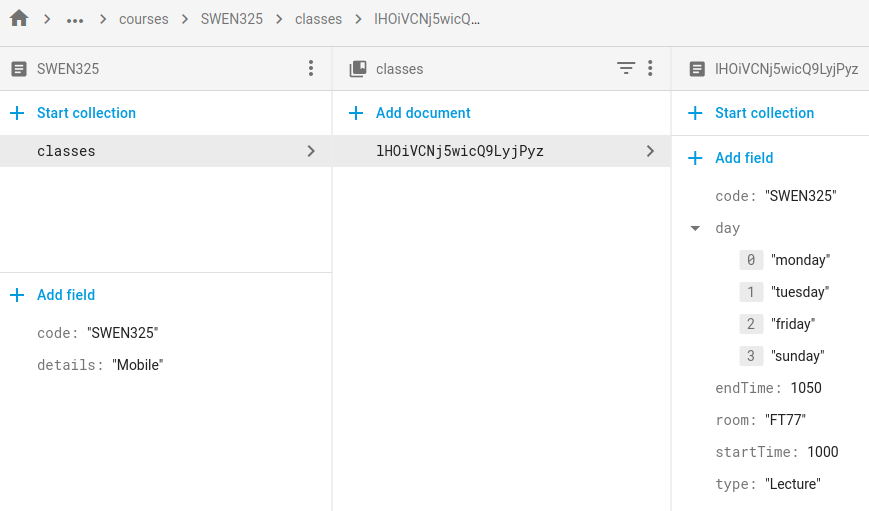 ... courses SWEN325 classes lHOiVCNj5wicQ...
SWEN325
Start collection
classes
Add field
code: "SWEN325"
details: "Mobile"
classes
Add document
lHOiVCNj5wicQ9LyjPyz
lHOiVCNj5wicQ9LyjPyz
Start collection
Add field
code: "SWEN325"
day
0 "monday"
1 "tuesday"
2 "friday"
3 "sunday"
endTime: 1050
room: "FT77"
startTime: 1000
type: "Lecture"